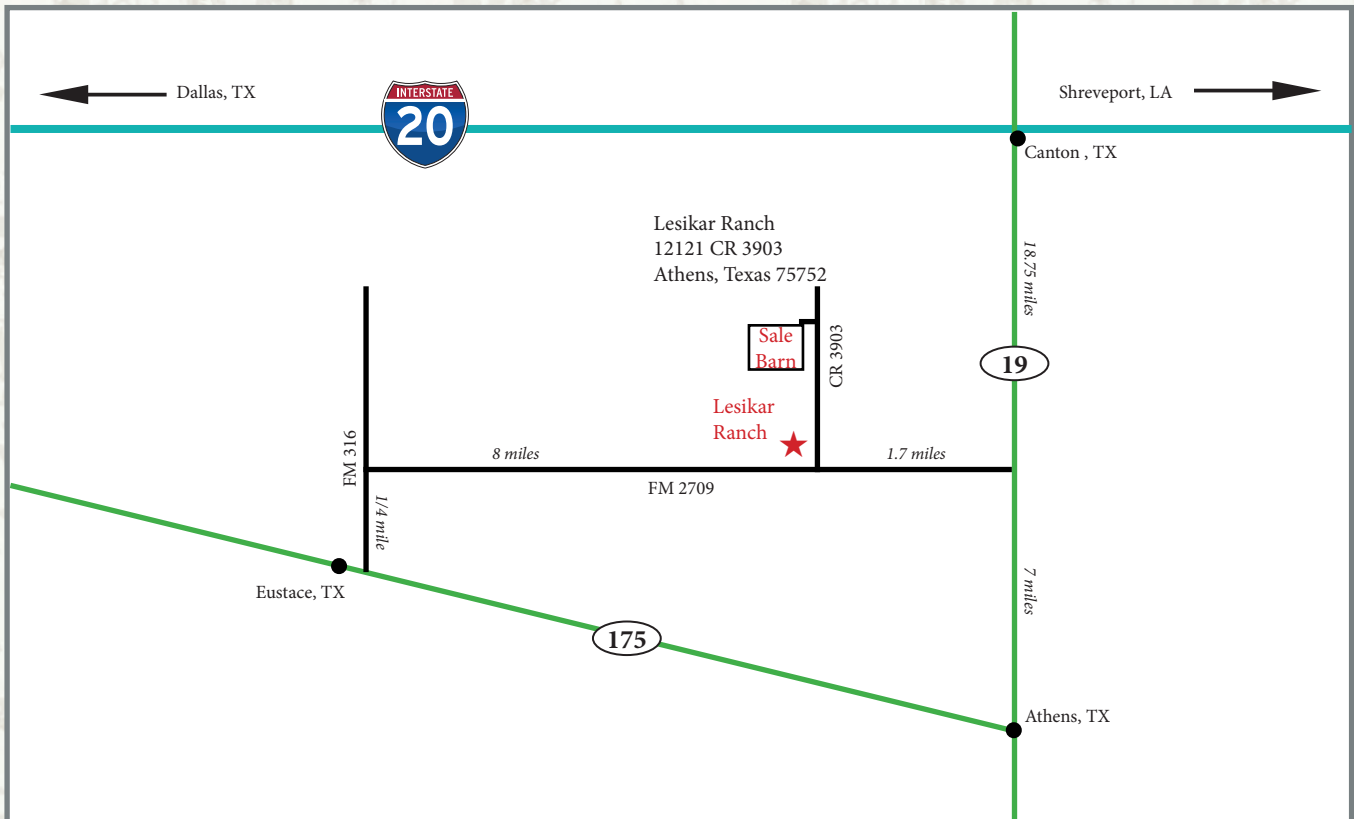 Dallas, TX
INTERSTATE
20
Shreveport, LA
Canton , TX
Lesikar Ranch
12121 CR 3903
Athens, Texas 75752
18.75 miles
Sale
Barn
CR 3903
19
Lesikar
Ranch
FM 316
8 miles
1.7 miles
FM 2709
1/4 mile
Eustace, TX
7 miles
175
Athens, TX